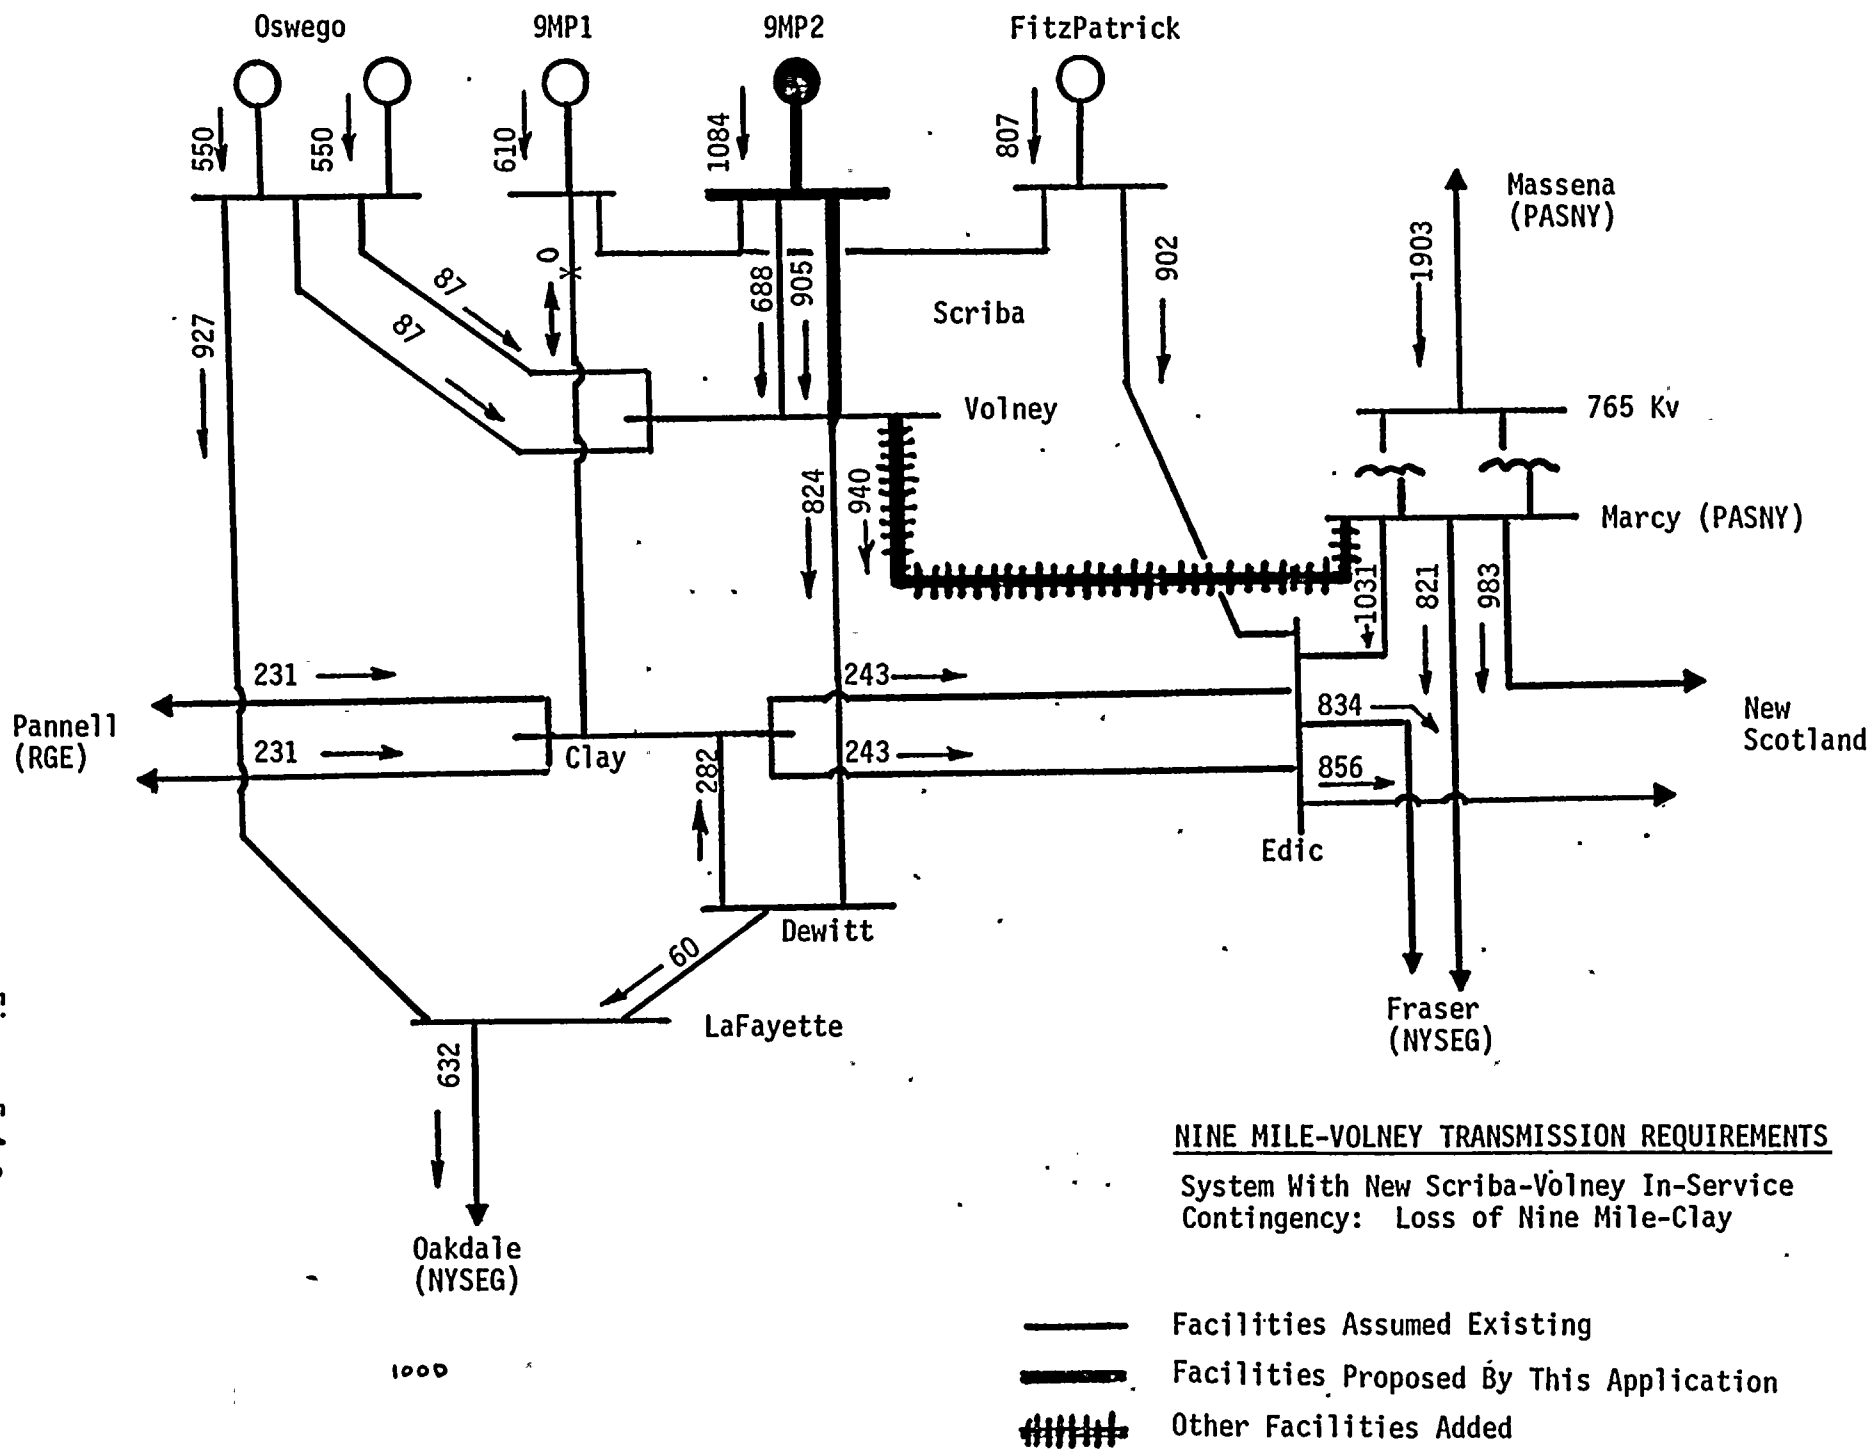 Oswego
9MP1
9MP2
FitzPatrick
550
550
610
1084
807
Massena
(PASNY)
1903
902
0
X
688
905
87
87
927
Scriba
Volney
765 Kv
824
940
Marcy (PASNY)
1031
821
983
231
243
834
New
Scotland
Pannell
(RGE)
231
Clay
282
243
856
Edic
Dewitt
60
LaFayette
632
Fraser
(NYSEG)
Oakdale
(NYSEG)
NINE MILE-VOLNEY TRANSMISSION REQUIREMENTS
System With New Scriba-Volney In-Service
Contingency: Loss of Nine Mile-Clay
Facilities Assumed Existing
Facilities Proposed By This Application
Other Facilities Added
100D